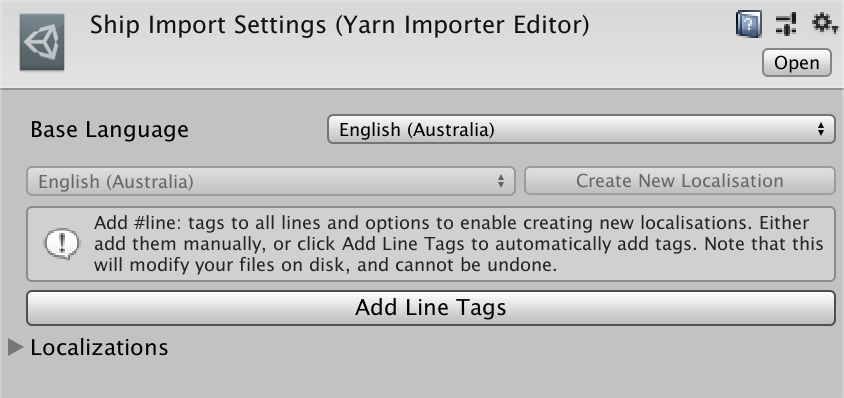 Ship Import Settings (Yarn Importer Editor)
Open
Base Language
English (Australia)
English (Australia)
Create New Localisation
Add #line: tags to all lines and options to enable creating new localisations. Either
add them manually, or click Add Line Tags to automatically add tags. Note that this
will modify your files on disk, and cannot be undone.
Add Line Tags
Localizations